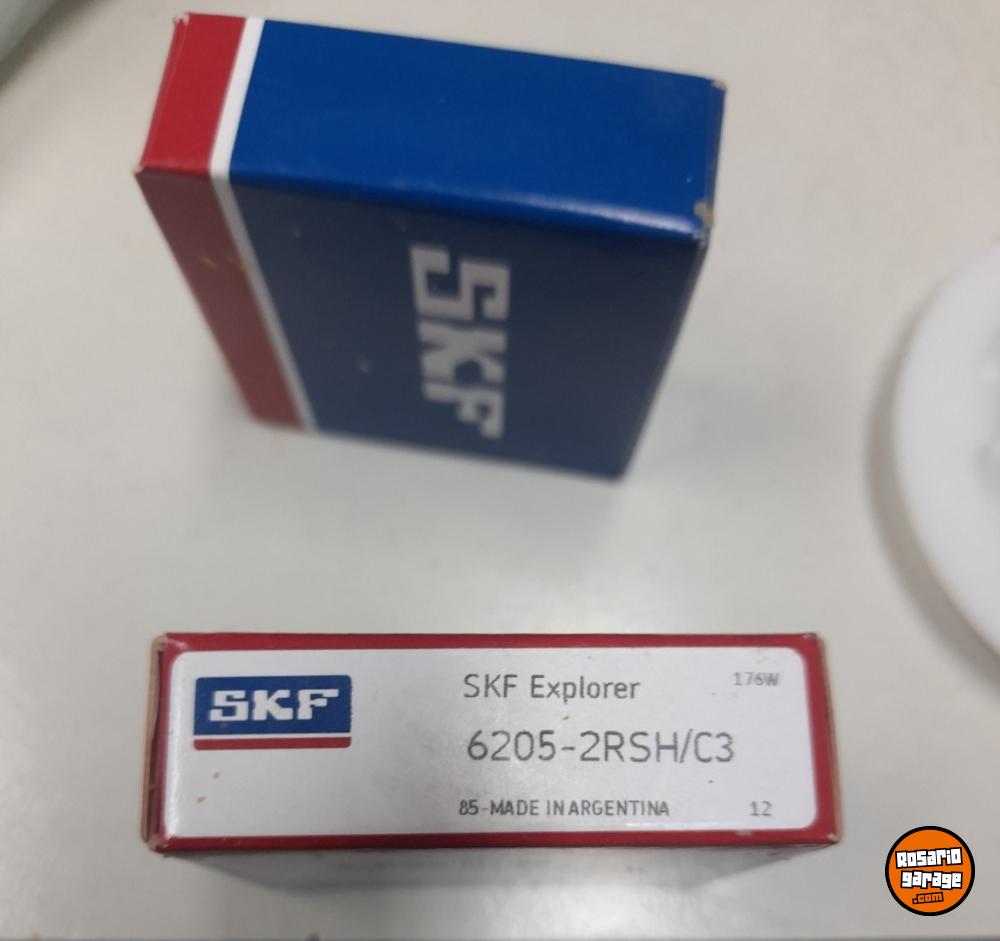 SKF
SKF
SKF Explorer
176W
6205-2RSH/C3
85-MADE IN ARGENTINA
12
ROSARIO
garage
.com